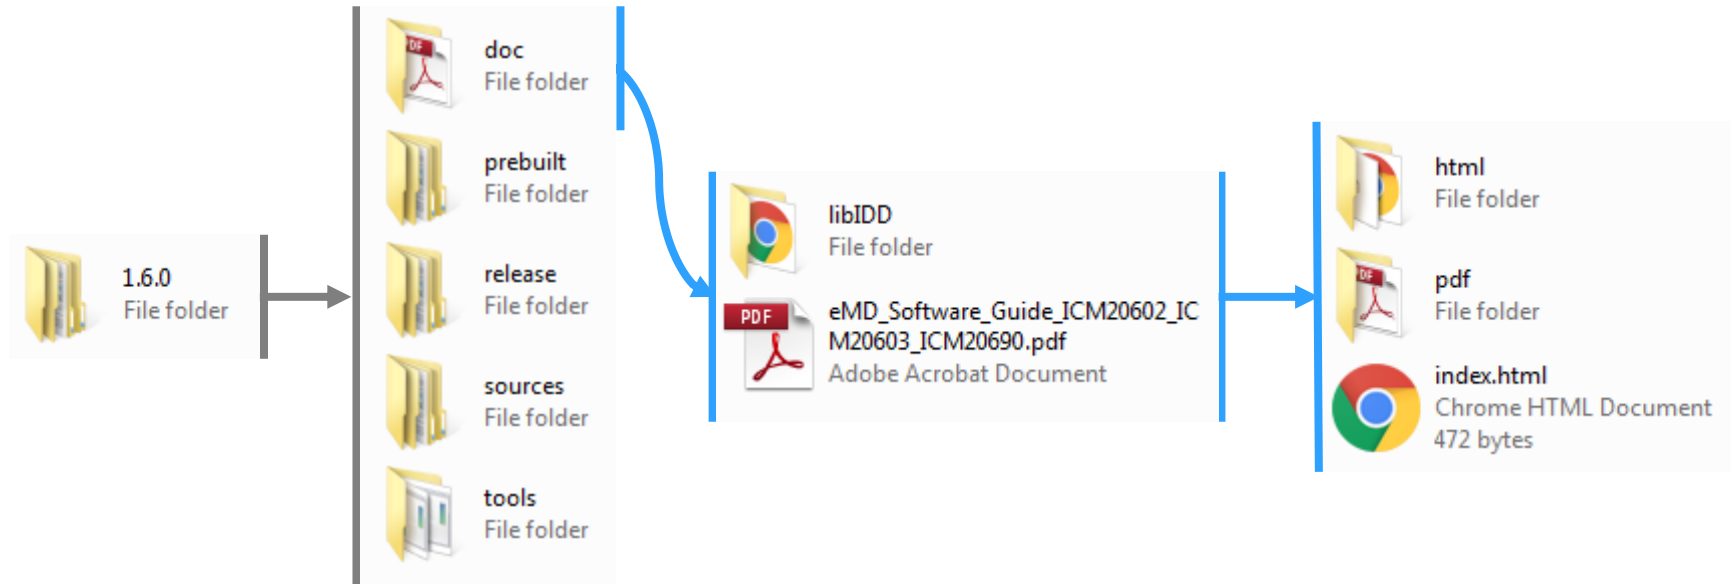 1.6.0
File folder
doc
File folder
prebuilt
File folder
release
File folder
sources
File folder
tools
File folder
libIDD
File folder
PDF
eMD_Software_Guide_ICM20602_IC
M20603_ICM20690.pdf
Adobe Acrobat Document
html
File folder
PDF
pdf
File folder
index.html
Chrome HTML Document
472 bytes